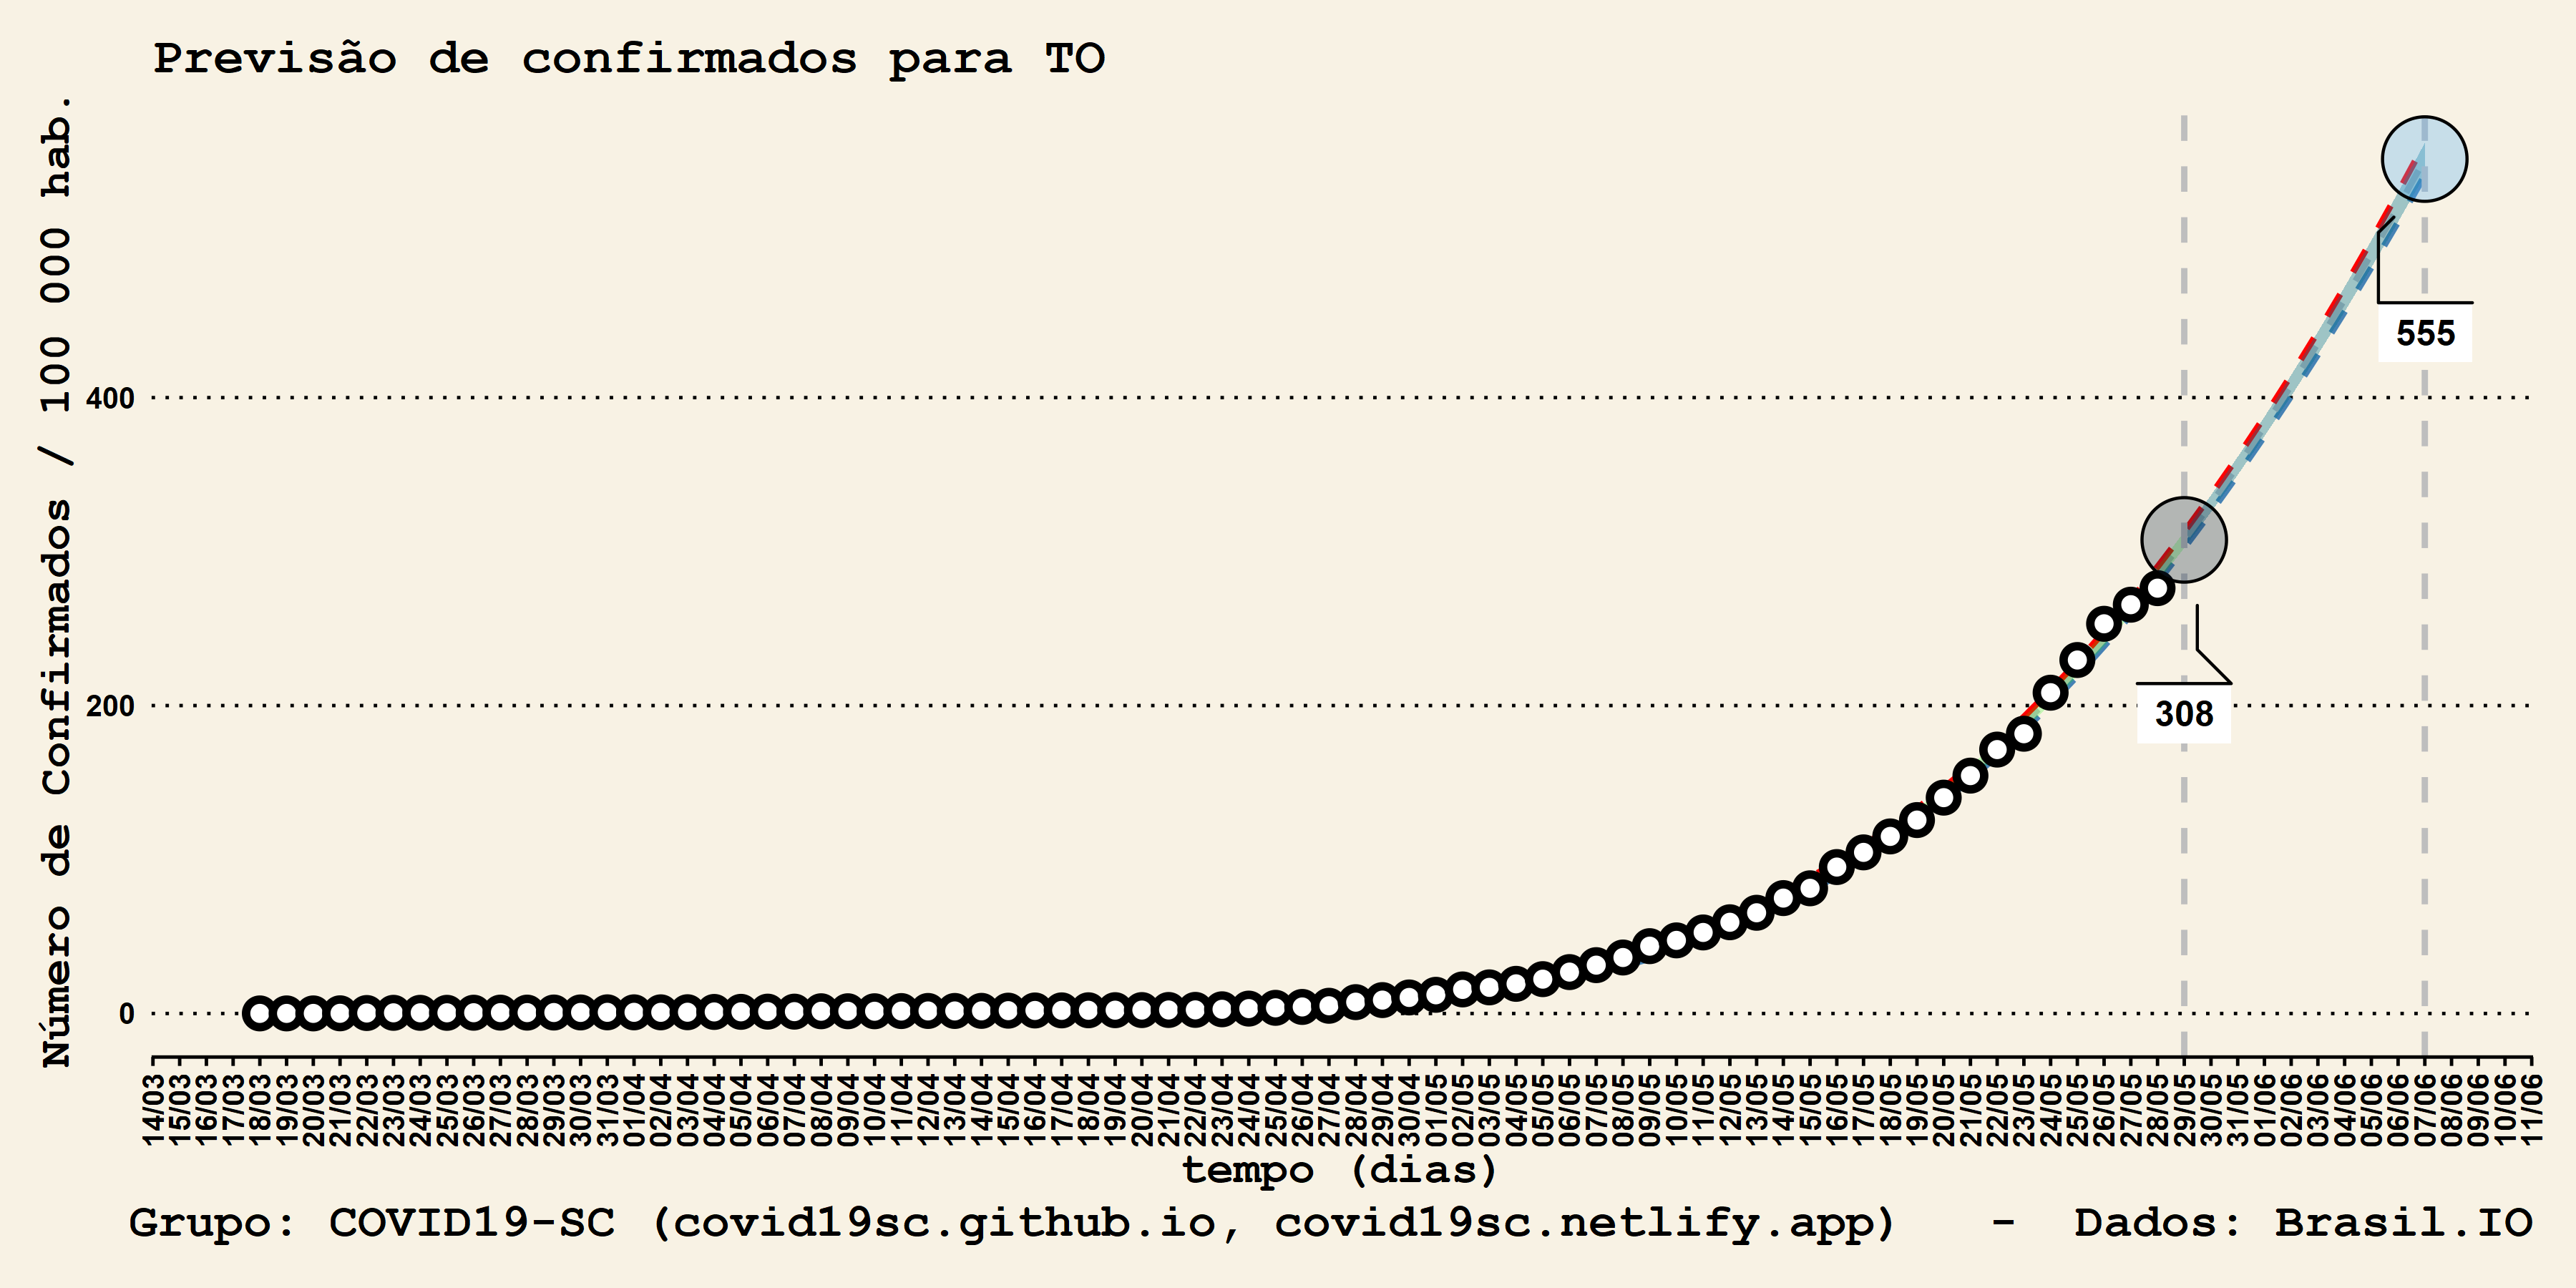 Previsão de confirmados para TO
Número de Confirmados / 100 000 hab.
555
400
308
200
0
14/03 15/03 16/03 17/03 18/03 19/03 20/03 21/03 22/03 23/03 24/03 25/03 26/03 27/03 28/03 29/03 30/03 31/03 01/04 02/04 03/04 04/04 05/04 06/04 07/04 08/04 09/04 10/04 11/04 12/04 13/04 14/04 15/04 16/04 17/04 18/04 19/04 20/04 21/04 22/04 23/04 24/04 25/04 26/04 27/04 28/04 29/04 30/04 01/05 02/05 03/05 04/05 05/05 06/05 07/05 08/05 09/05 10/05 11/05 12/05 13/05 14/05 15/05 16/05 17/05 18/05 19/05 20/05 21/05 22/05 23/05 24/05 25/05 26/05 27/05 28/05 29/05 30/05 31/05 01/06 02/06 03/06 04/06 05/06 06/06 07/06 08/06 09/06 10/06 11/06
tempo (dias)
Grupo: COVID19-SC (covid19sc.github.io, covid19sc.netlify.app) - Dados: Brasil.IO